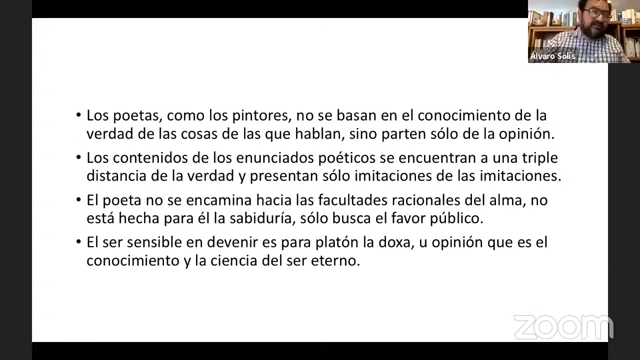 Álvaro Solís
• Los poetas, como los pintores, no se basan en el conocimiento de la
verdad de las cosas de las que hablan, sino parten sólo de la opinión.
• Los contenidos de los enunciados poéticos se encuentran a una triple
distancia de la verdad y presentan sólo imitaciones de las imitaciones.
• El poeta no se encamina hacia las facultades racionales del alma, no
está hecha para él la sabiduría, sólo busca el favor público.
• El ser sensible en devenir es para platón la doxa, u opinión que es el
conocimiento y la ciencia del ser eterno.
zoom